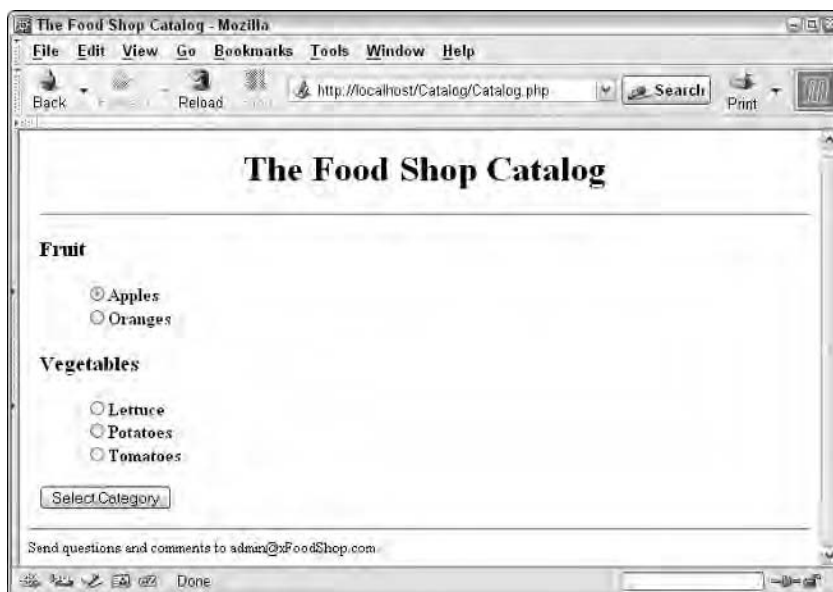 The Food Shop Catalog - Mozilla
File Edit View Go Bookmarks Tools Window Help
Back Reload http://localhost/Catalog/Catalog.php Search Print
The Food Shop Catalog
Fruit
Apples
Oranges
Vegetables
Lettuce
Potatoes
Tomatoes
Select Category
Send questions and comments to admin@xFoodShop.com
Done